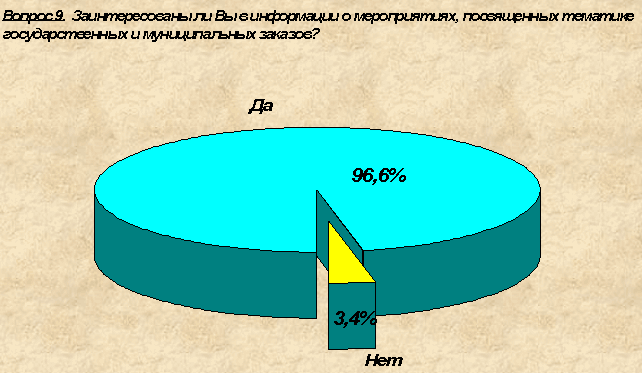 Вопрос 9. Заинтересованы ли Вы в информации о мероприятиях, посвященных тематике
государственных и муниципальных заказов?
Да
96,6%
3,4%
Нет